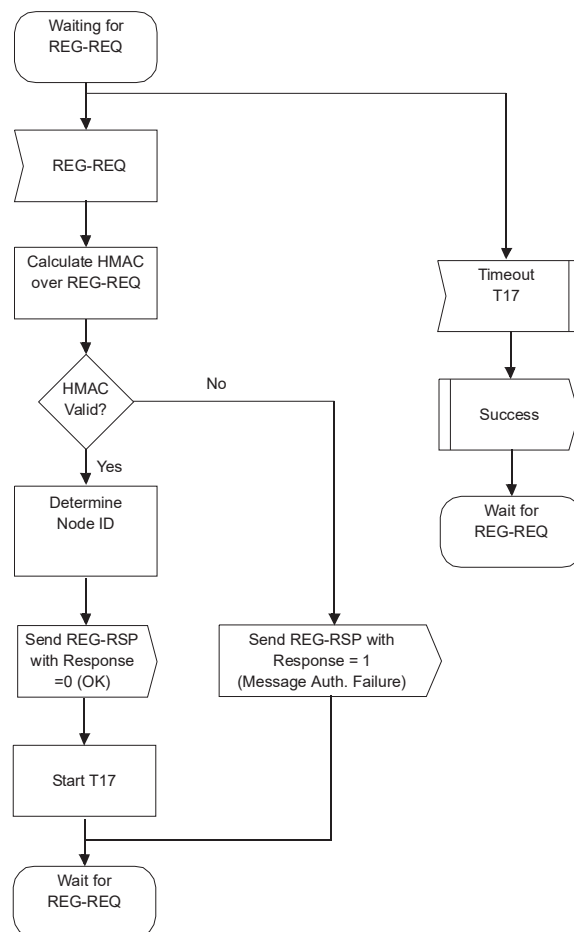 Waiting for
REG-REQ
REG-REQ
Calculate HMAC
over REG-REQ
HMAC
Valid?
No
Yes
Determine
Node ID
Send REG-RSP
with Response
=0 (OK)
Send REG-RSP with
Response = 1
(Message Auth. Failure)
Start T17
Wait for
REG-REQ
Timeout
T17
Success
Wait for
REG-REQ